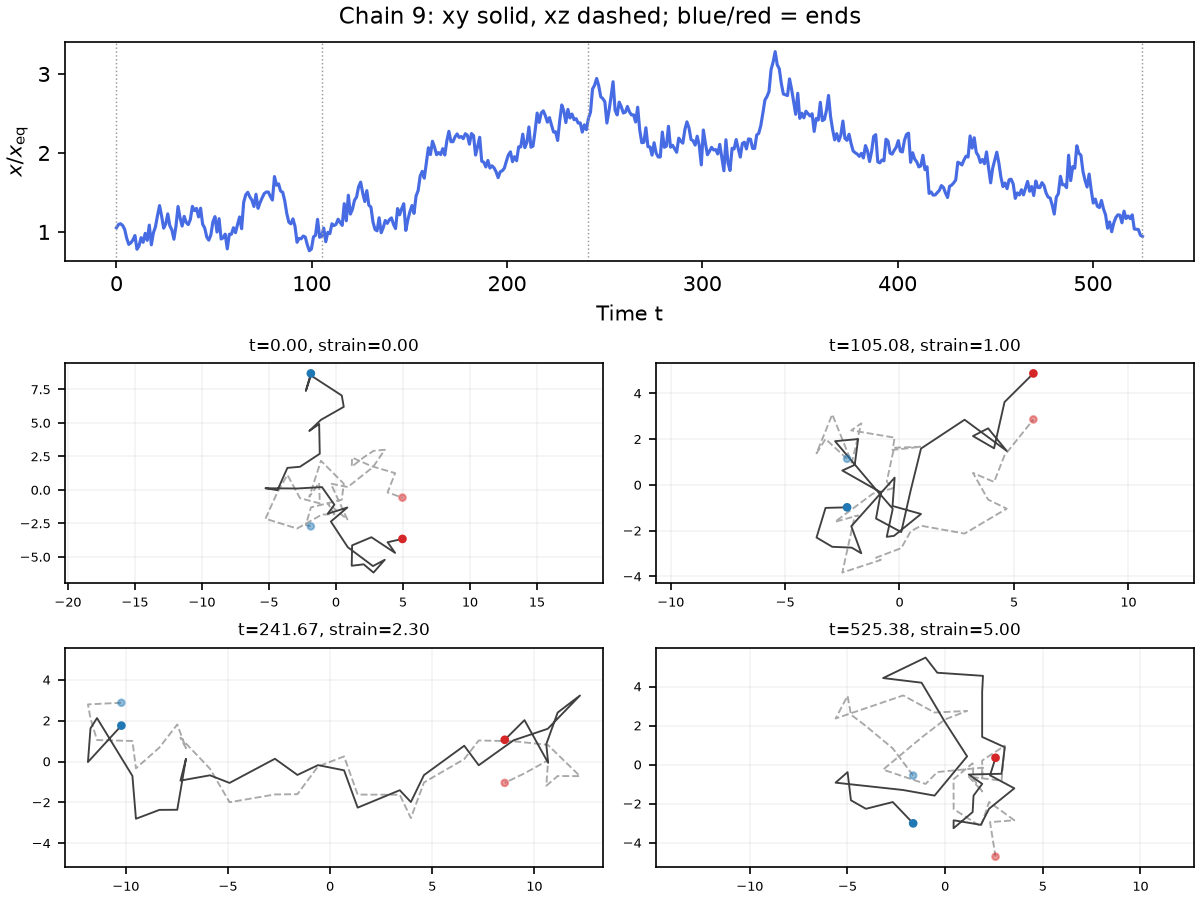 Chain 9: xy solid, xz dashed; blue/red = ends
x/x_eq
3
2
1
0 100 200 300 400 500
Time t
t=0.00, strain=0.00
7.5
5.0
2.5
0.0
−2.5
−5.0
−20 −15 −10 −5 0 5 10 15
t=105.08, strain=1.00
4
2
0
−2
−4
−10 −5 0 5 10
t=241.67, strain=2.30
4
2
0
−2
−4
−10 −5 0 5 10
t=525.38, strain=5.00
4
2
0
−2
−4
−10 −5 0 5 10